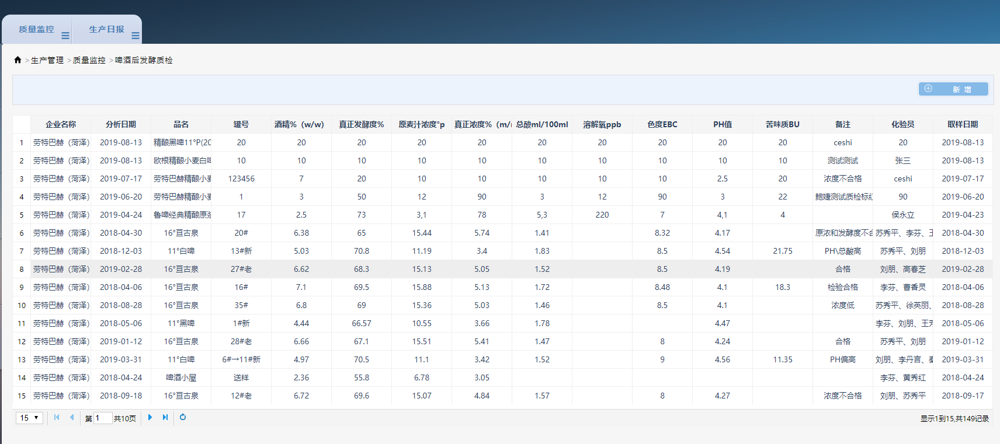 质量监控 生产日报
>生产管理 >质量监控 >啤酒后发酵质检
新 增
企业名称 分析日期 品名 罐号 酒精%（w/w） 真正发酵度% 原麦汁浓度°p 真正浓度%（m/ 总酸ml/100ml 溶解氧ppb 色度EBC PH值 苦味质BU 备注 化验员 取样日期
1 劳特巴赫（菏泽） 2019-08-13 精酿黑啤11°P(20 20 20 20 20 20 20 20 20 20 20 ceshi 20 2019-08-13
2 劳特巴赫（菏泽） 2019-08-13 欧根精酿小麦白啤 10 10 10 10 10 10 10 10 10 10 测试测试 张三 2019-08-13
3 劳特巴赫（菏泽） 2019-07-17 劳特巴赫精酿小麦 123456 7 20 10 10 10 10 10 2.5 20 浓度不合格 ceshi 2019-07-17
4 劳特巴赫（菏泽） 2019-06-20 劳特巴赫精酿小麦 1 3 50 12 90 3 12 90 3 22 鲍婕测试质检标红 90 2019-06-20
5 劳特巴赫（菏泽） 2019-04-24 鲁啤经典精酿原浆 17 2.5 73 3,1 78 5,3 220 7 4,1 4 侯永立 2019-04-23
6 劳特巴赫（菏泽） 2018-04-30 16°亘古泉 20# 6.38 65 15.44 5.74 1.41 8.32 4.17 原浓和发酵度不合 苏秀平、李芬、王 2018-04-30
7 劳特巴赫（菏泽） 2018-12-03 11°白啤 13#新 5.03 70.8 11.19 3.4 1.83 8.5 4.54 21.75 PH\总酸高 苏秀平、刘朋 2018-12-03
8 劳特巴赫（菏泽） 2019-02-28 16°亘古泉 27#老 6.62 68.3 15.13 5.05 1.52 8.5 4.19 合格 刘朋、高春芝 2019-02-28
9 劳特巴赫（菏泽） 2018-04-06 16°亘古泉 16# 7.1 69.5 15.88 5.13 1.72 8.48 4.1 18.3 检验合格 李芬、曹香灵 2018-04-06
10 劳特巴赫（菏泽） 2018-08-28 16°亘古泉 35# 6.8 69 15.36 5.03 1.46 8.5 4.1 浓度低 苏秀平、徐英丽、 2018-08-28
11 劳特巴赫（菏泽） 2018-05-06 11°黑啤 1#新 4.44 66.57 10.55 3.66 1.78 4.47 李芬、刘朋、王芳 2018-05-06
12 劳特巴赫（菏泽） 2019-01-12 16°亘古泉 28#老 6.66 67.1 15.51 5.41 1.47 8 4.24 合格 苏秀平、刘朋 2019-01-12
13 劳特巴赫（菏泽） 2019-03-31 11°白啤 6#→11#新 4.97 70.5 11.1 3.42 1.52 9 4.56 11.35 PH偏高 刘朋、李丹言、 2019-03-31
14 劳特巴赫（菏泽） 2018-04-24 啤酒小屋 送样 2.36 55.8 6.78 3.05 李芬、黄秀红 2018-04-24
15 劳特巴赫（菏泽） 2018-09-18 16°亘古泉 12#老 6.72 69.6 15.07 4.84 1.57 8 4.27 浓度不合格 刘朋、苏秀平 2018-09-17
15 第 1 共10页 显示1到15,共149记录